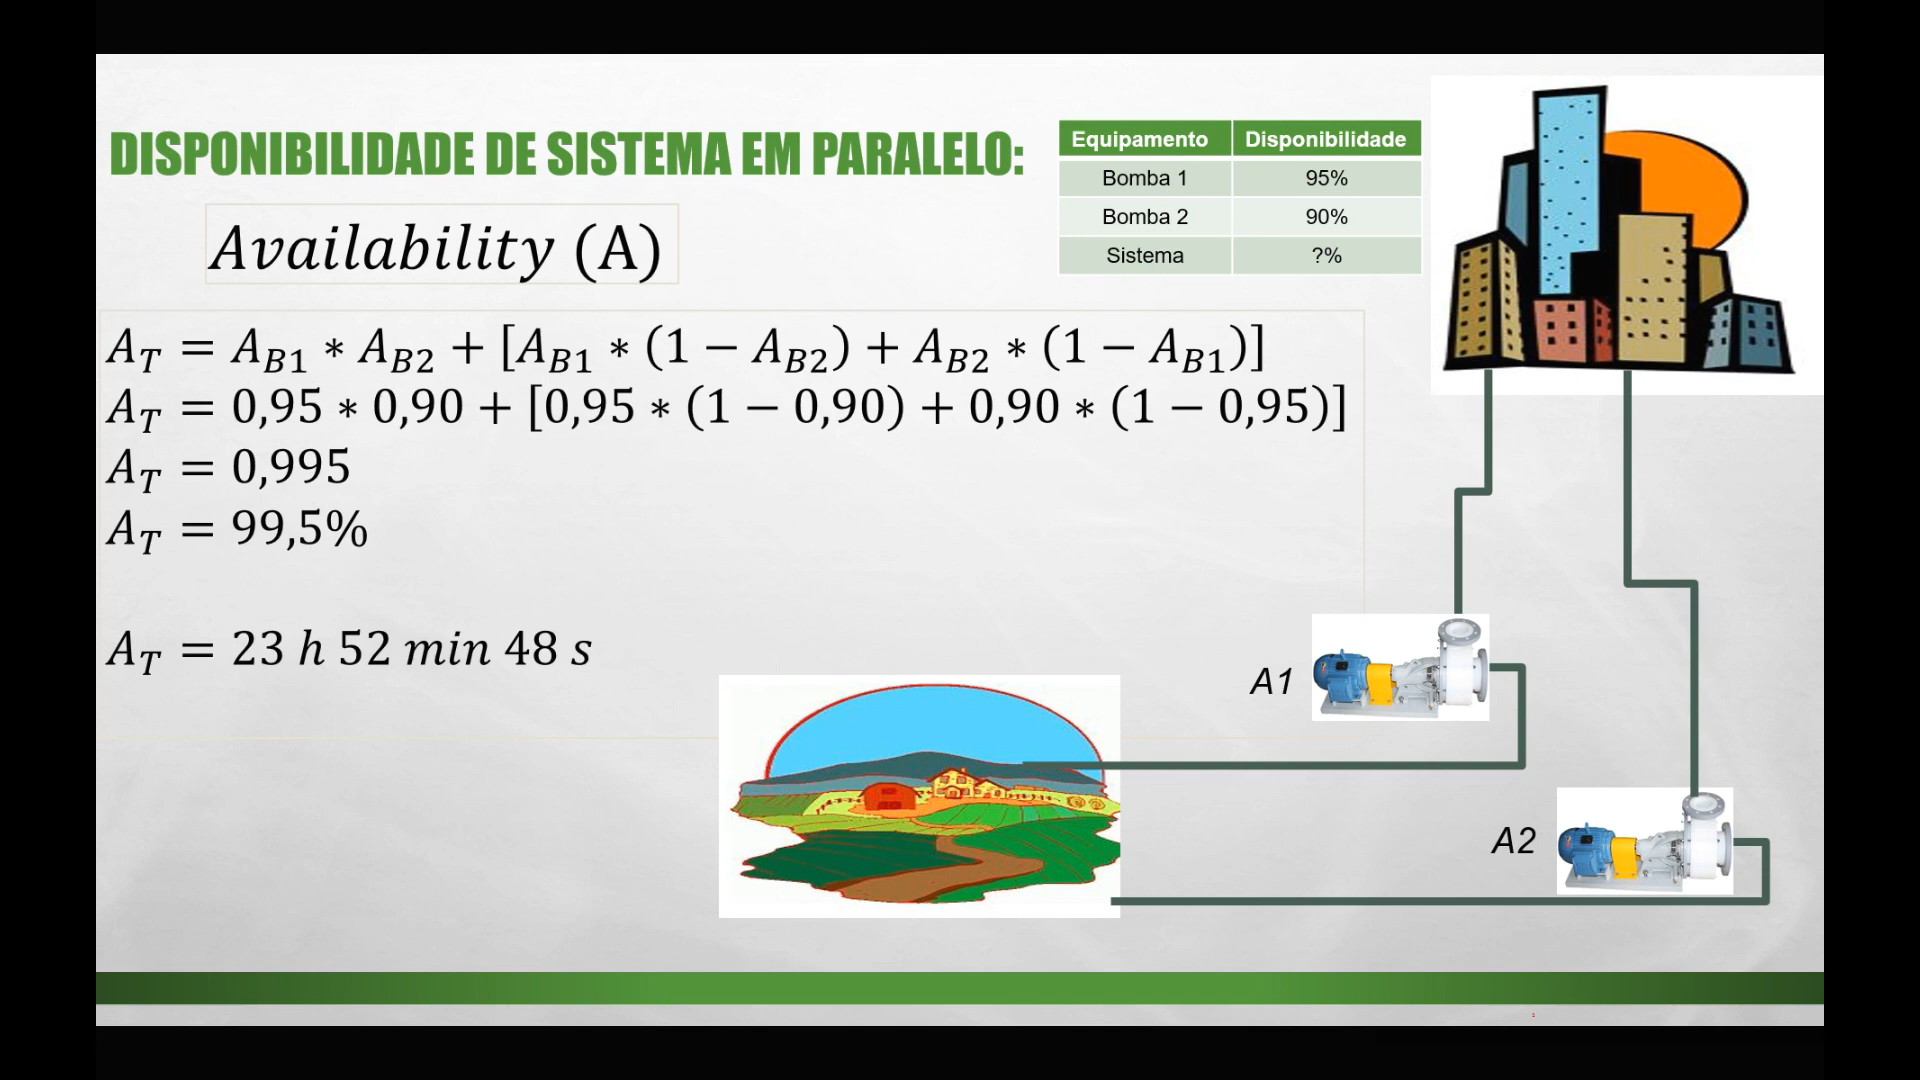 DISPONIBILIDADE DE SISTEMA EM PARALELO:
Availability (A)
Equipamento Disponibilidade
Bomba 1 95%
Bomba 2 90%
Sistema ?%
A_T = A_B1 * A_B2 + [A_B1 * (1 − A_B2) + A_B2 * (1 − A_B1)]
A_T = 0,95 * 0,90 + [0,95 * (1 − 0,90) + 0,90 * (1 − 0,95)]
A_T = 0,995
A_T = 99,5%
A_T = 23 h 52 min 48 s
A1
A2